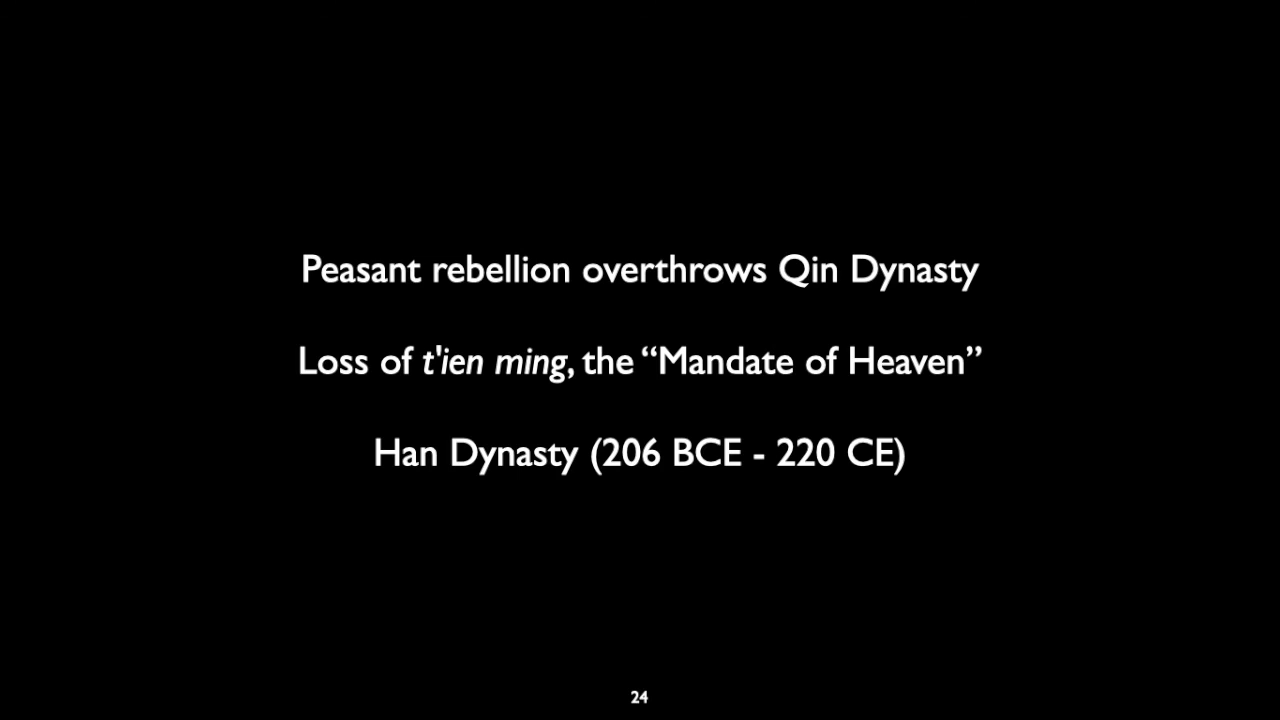 Peasant rebellion overthrows Qin Dynasty
Loss of t'ien ming, the “Mandate of Heaven”
Han Dynasty (206 BCE - 220 CE)
24